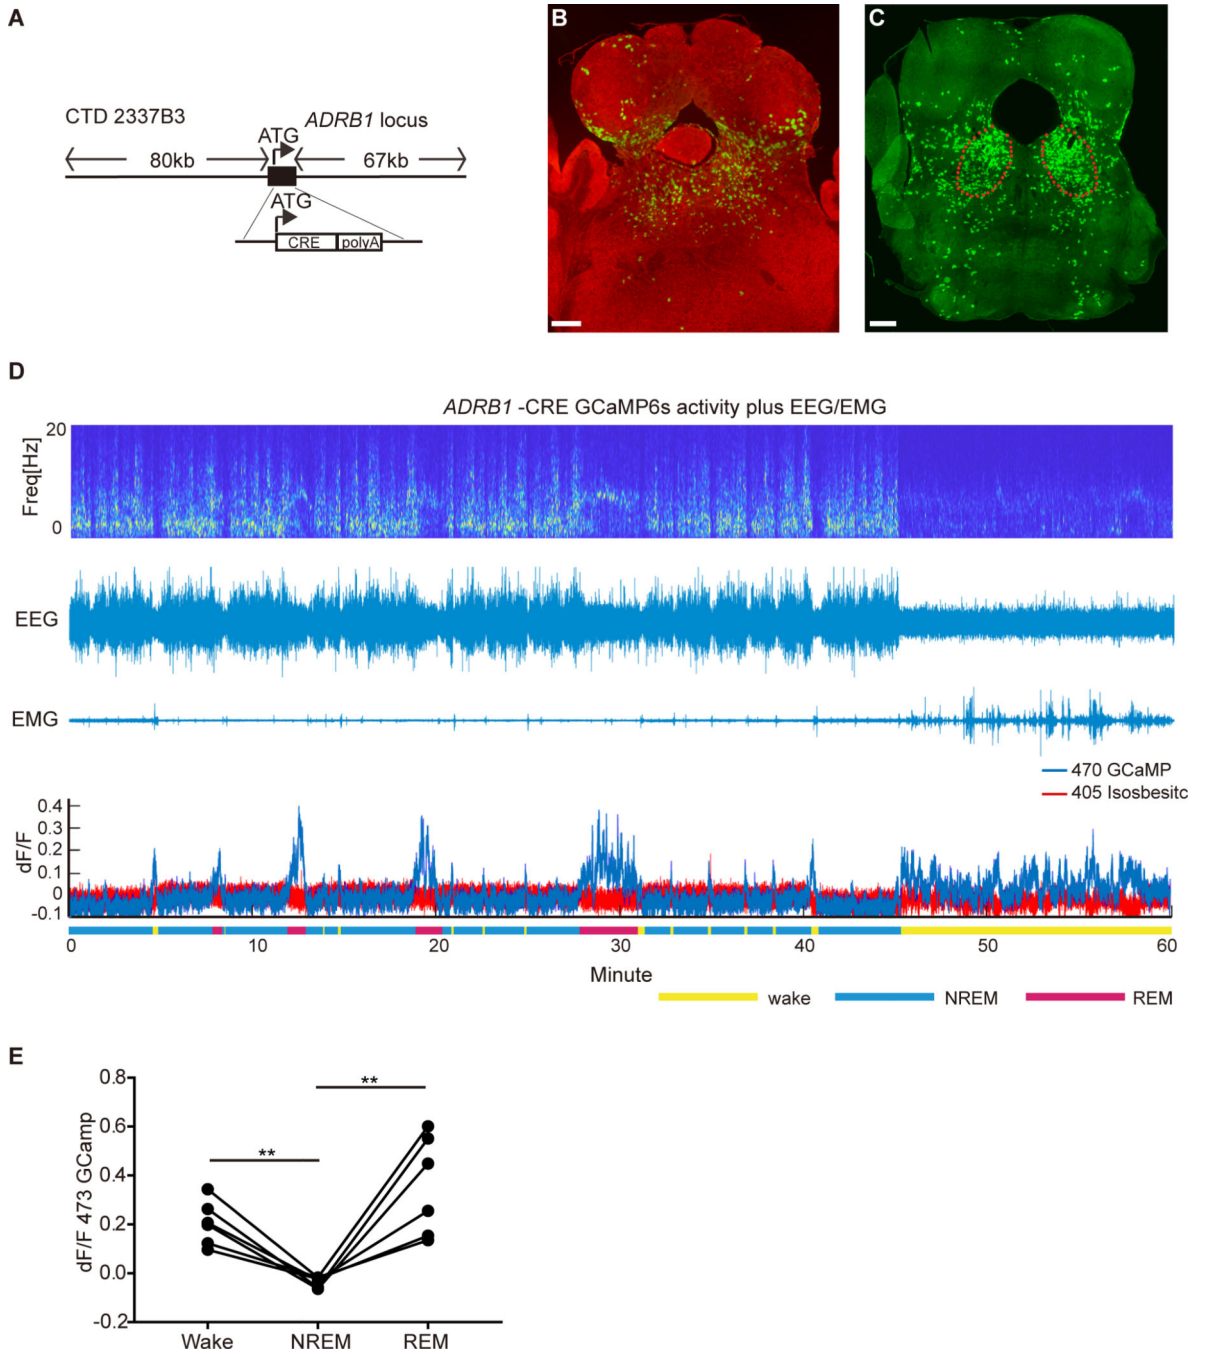 A
CTD 2337B3
ADRB1 locus
ATG
80kb
67kb
ATG
CRE
polyA
B
C
D
ADRB1 -CRE GCaMP6s activity plus EEG/EMG
20
Freq[Hz]
0
EEG
EMG
470 GCaMP
405 Isosbesitc
0.4
0.3
0.2
0.1
0
-0.1
dF/F
0 10 20 30 40 50 60
Minute
wake NREM REM
E
0.8
0.6
0.4
0.2
0.0
-0.2
dF/F 473 GCamp
**
**
Wake NREM REM